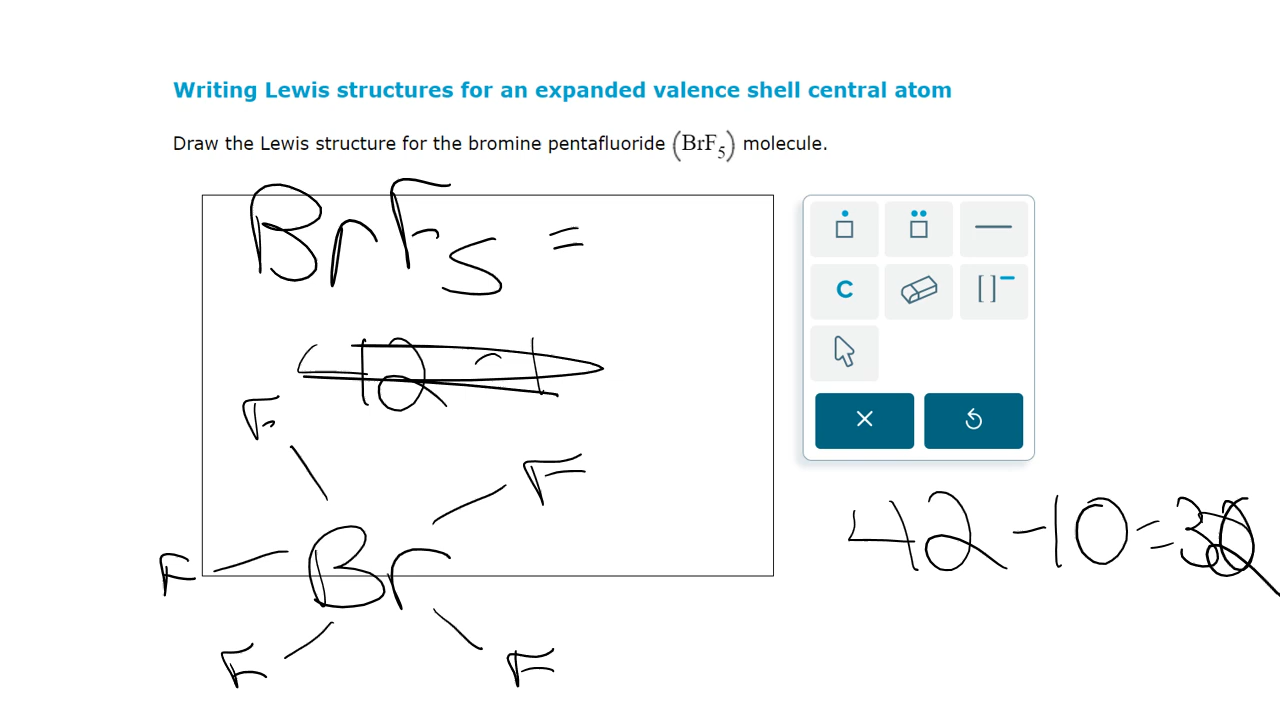 Writing Lewis structures for an expanded valence shell central atom
Draw the Lewis structure for the bromine pentafluoride (BrF5) molecule.
BrF5 =
C
[ ]−
F
F
F
Br
42-10=
F
F